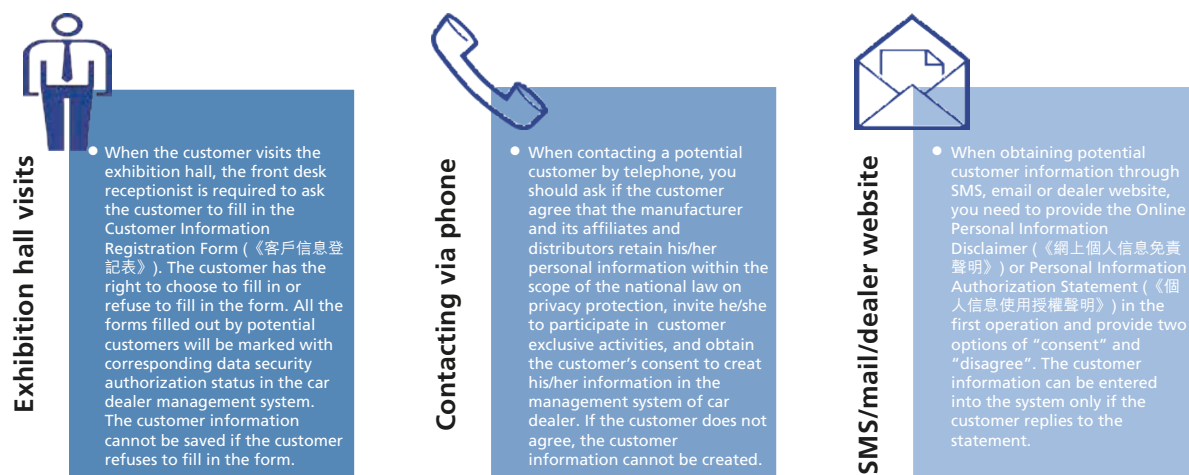 Exhibition hall visits
● When the customer visits the
exhibition hall, the front desk
receptionist is required to ask
the customer to fill in the
Customer Information
Registration Form (《客戶信息登
記表》). The customer has the
right to choose to fill in or
refuse to fill in the form. All the
forms filled out by potential
customers will be marked with
corresponding data security
authorization status in the car
dealer management system.
The customer information
cannot be saved if the customer
refuses to fill in the form.
Contacting via phone
● When contacting a potential
customer by telephone, you
should ask if the customer
agree that the manufacturer
and its affiliates and
distributors retain his/her
personal information within the
scope of the national law on
privacy protection, invite he/she
to participate in customer
exclusive activities, and obtain
the customer's consent to creat
his/her information in the
management system of car
dealer. If the customer does not
agree, the customer
information cannot be created.
SMS/mail/dealer website
● When obtaining potential
customer information through
SMS, email or dealer website,
you need to provide the Online
Personal Information
Disclaimer (《網上個人信息免責
聲明》) or Personal Information
Authorization Statement (《個
人信息使用授權聲明》) in the
first operation and provide two
options of “consent” and
“disagree”. The customer
information can be entered
into the system only if the
customer replies to the
statement.